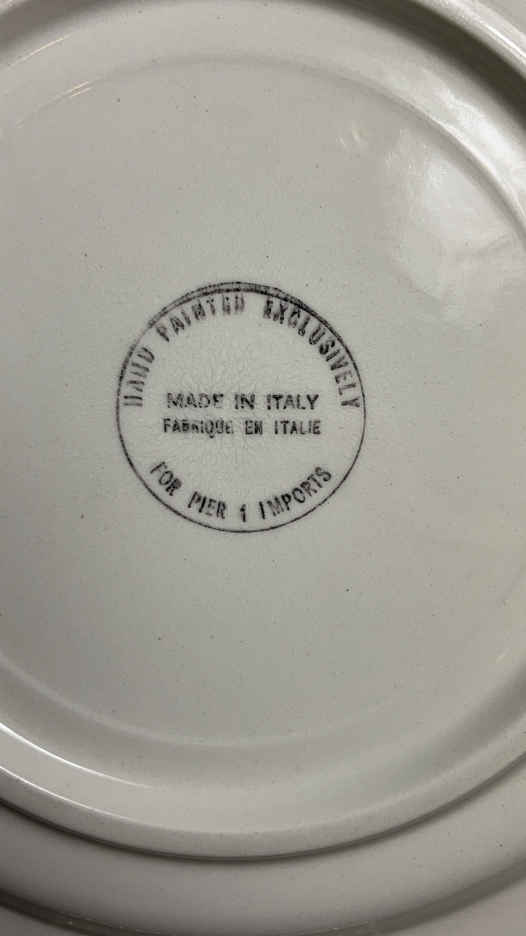 HAND PAINTED EXCLUSIVELY
MADE IN ITALY
FABRIQUE EN ITALIE
FOR PIER 1 IMPORTS